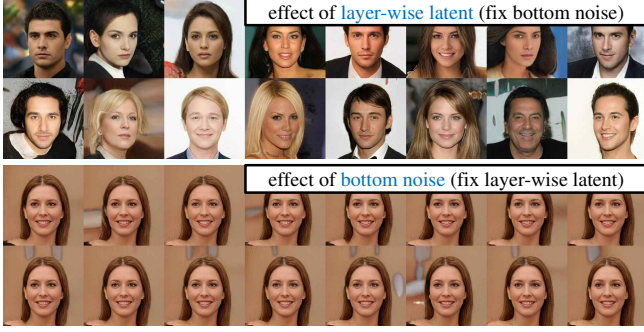 effect of layer-wise latent (fix bottom noise)
effect of bottom noise (fix layer-wise latent)